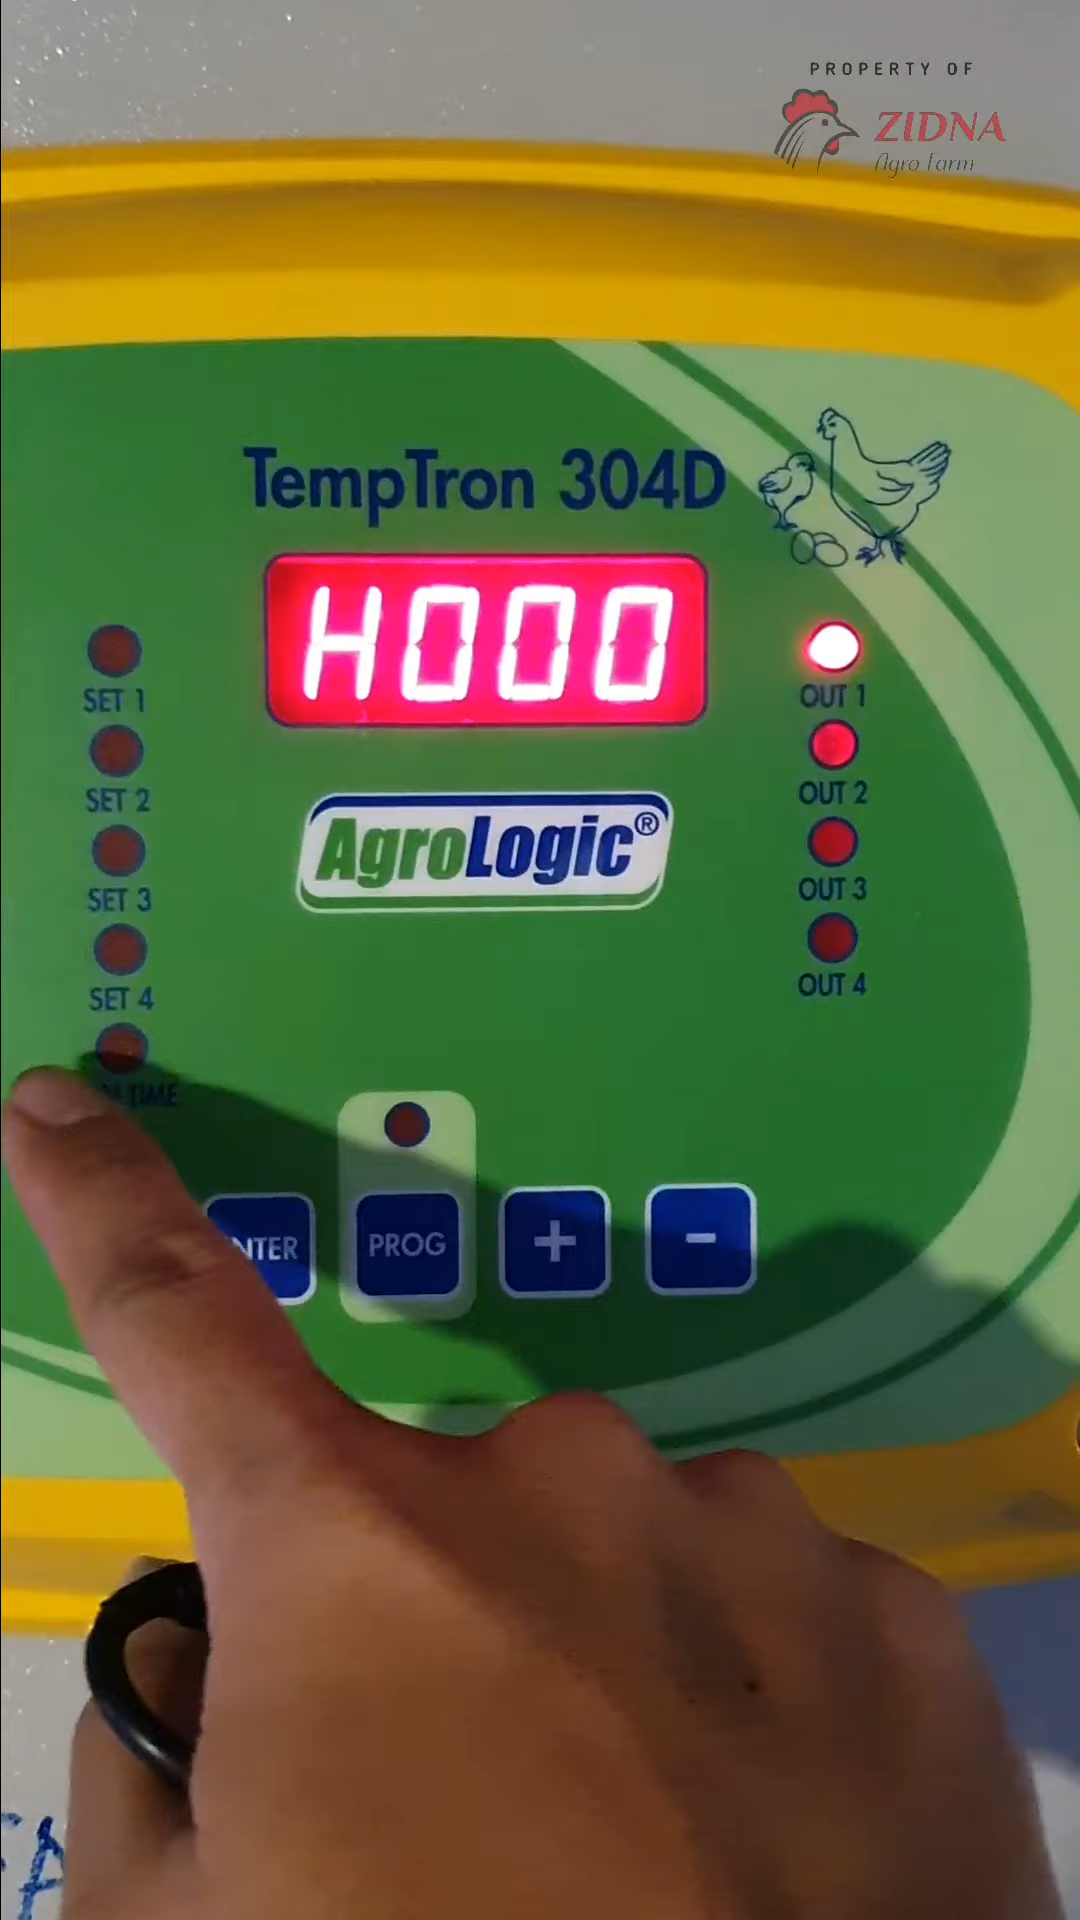 PROPERTY OF
ZIDNA
Agro Farm
TempTron 304D
H000
SET 1
OUT 1
SET 2
OUT 2
AgroLogic®
SET 3
OUT 3
SET 4
OUT 4
TIME
PROG
+
-